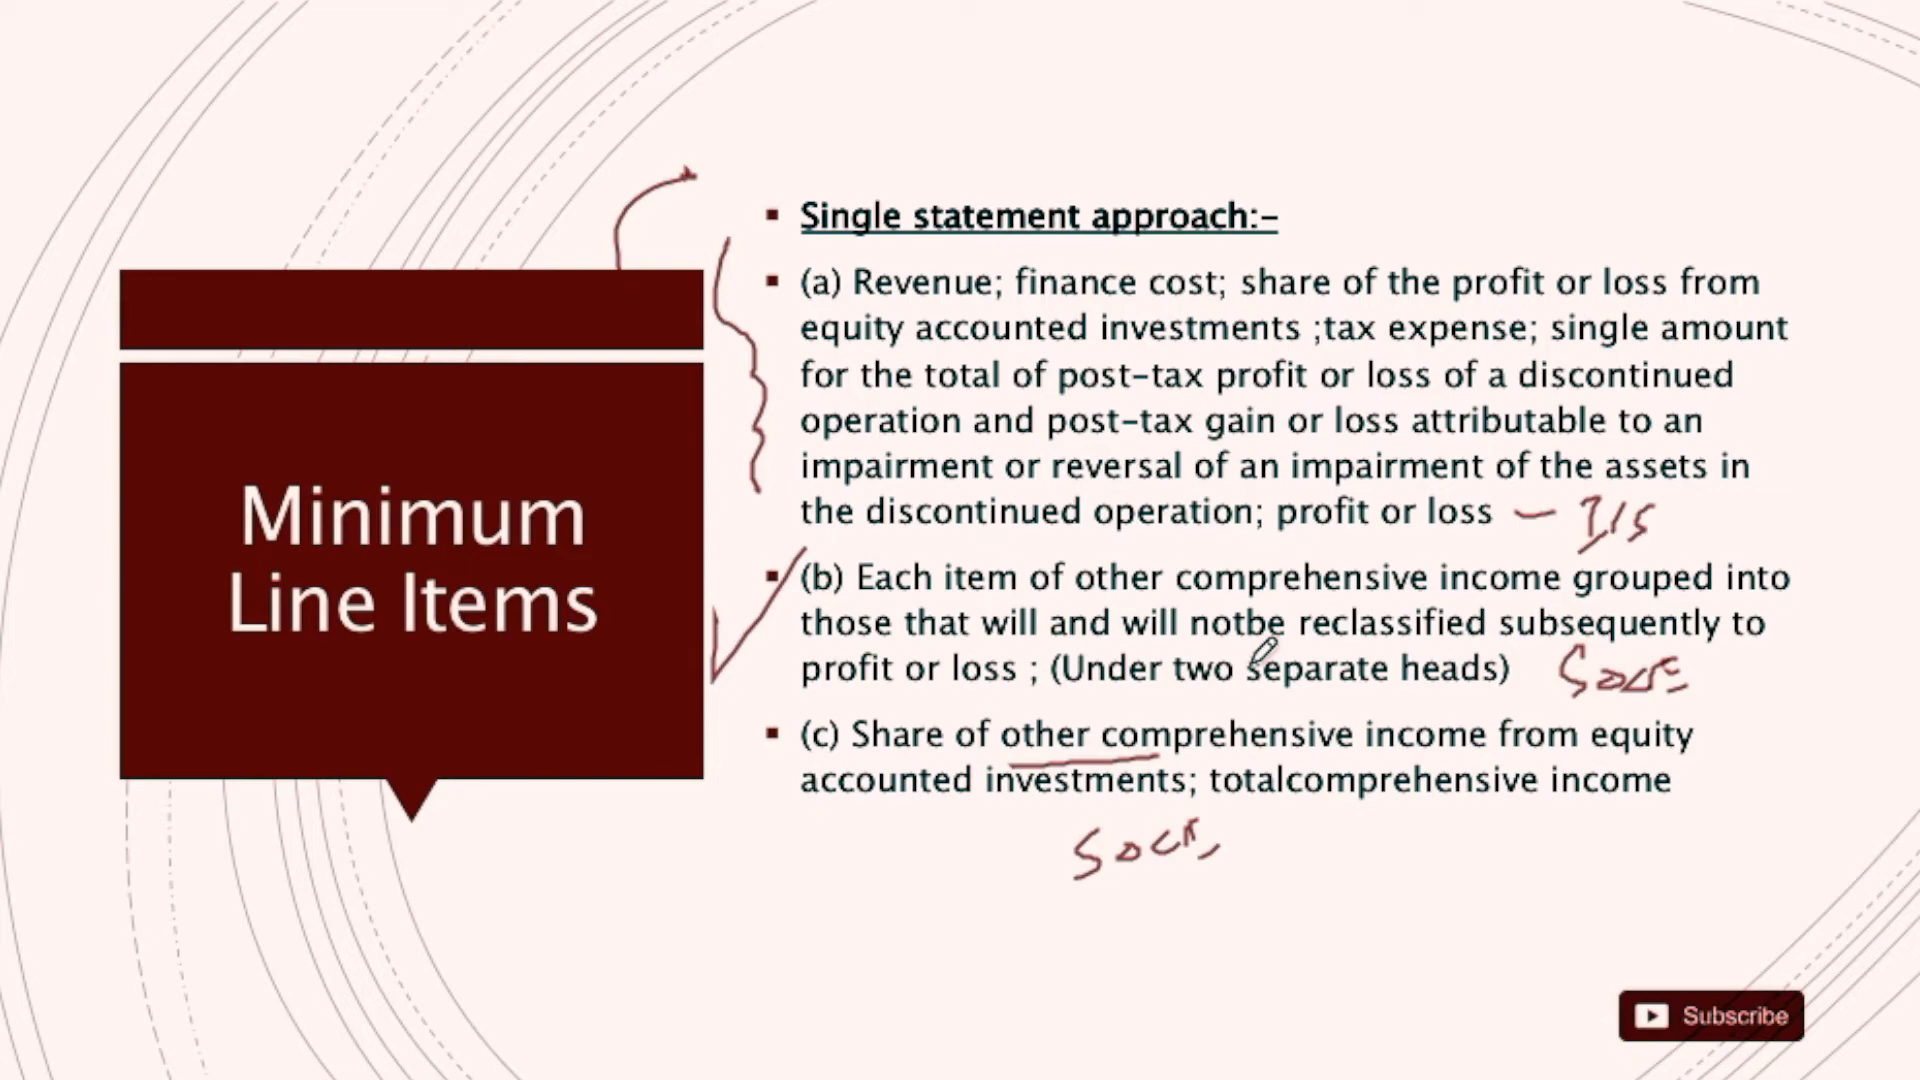 Minimum
Line Items
Single statement approach:-
(a) Revenue; finance cost; share of the profit or loss from
equity accounted investments ;tax expense; single amount
for the total of post-tax profit or loss of a discontinued
operation and post-tax gain or loss attributable to an
impairment or reversal of an impairment of the assets in
the discontinued operation; profit or loss
(b) Each item of other comprehensive income grouped into
those that will and will notbe reclassified subsequently to
profit or loss ; (Under two separate heads)
(c) Share of other comprehensive income from equity
accounted investments; totalcomprehensive income
Subscribe